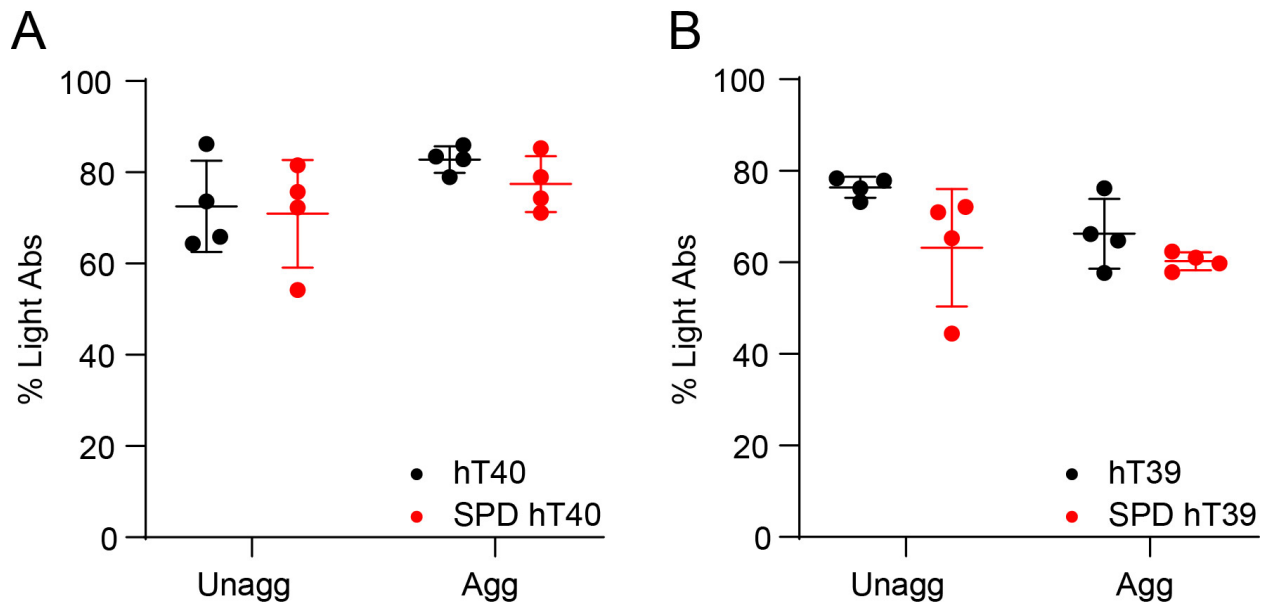 A
% Light Abs
100
80
60
40
20
0
hT40
SPD hT40
Unagg
Agg
B
% Light Abs
100
80
60
40
20
0
hT39
SPD hT39
Unagg
Agg